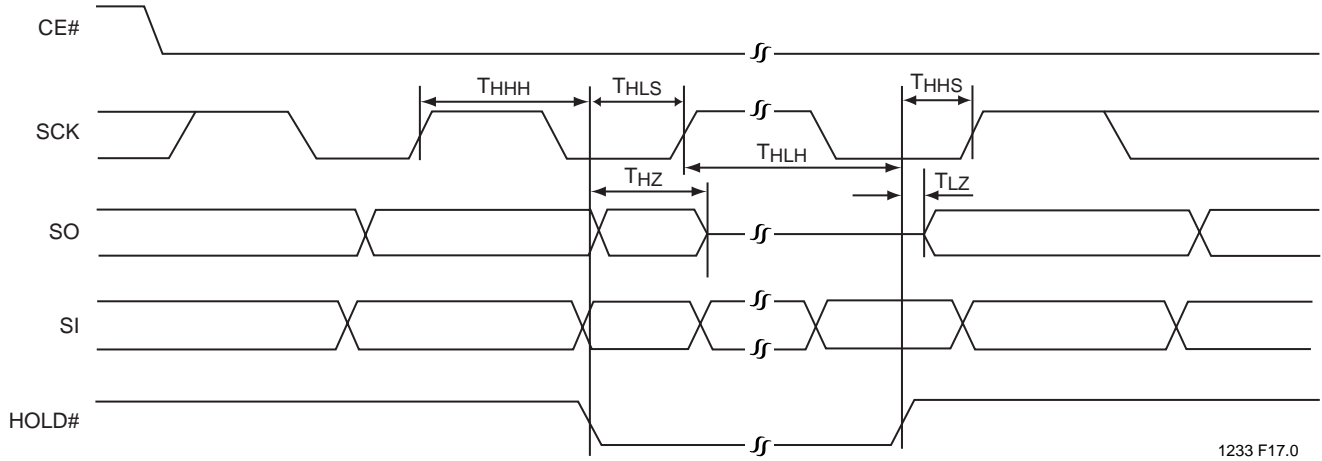 CE#
THHH THLS THHS
SCK
THLH
THZ TLZ
SO
SI
HOLD#
1233 F17.0